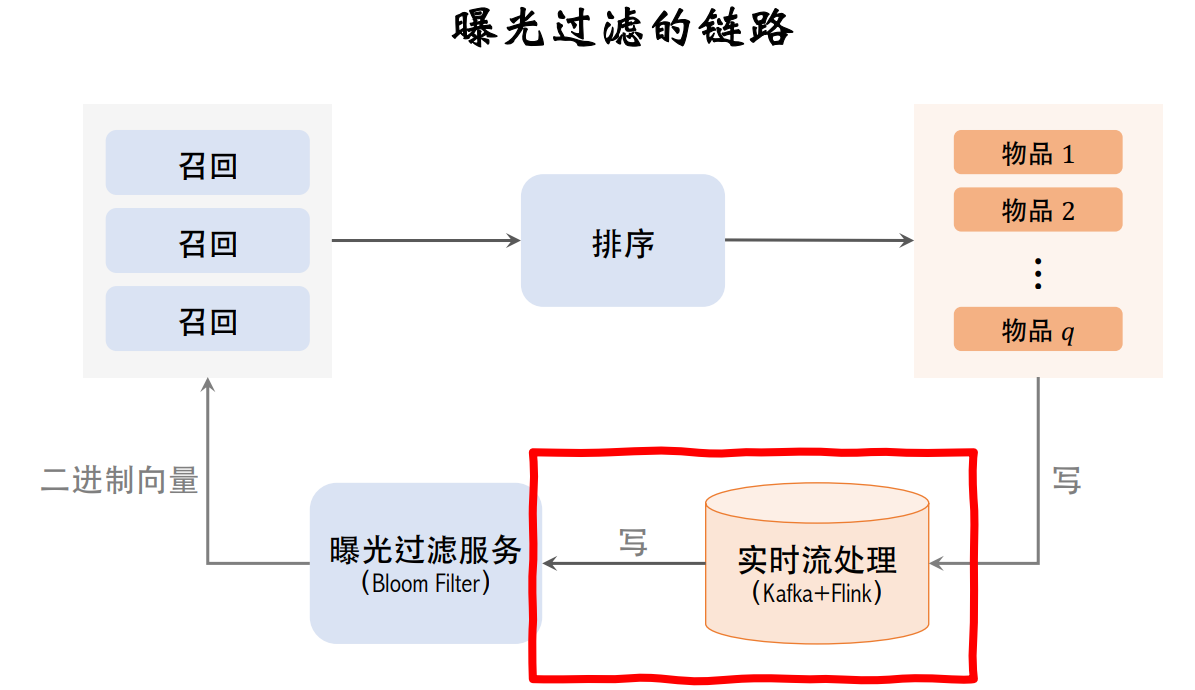 曝光过滤的链路
召回
召回
召回
排序
物品 1
物品 2
⋮
物品 q
二进制向量
曝光过滤服务
(Bloom Filter)
写
实时流处理
(Kafka+Flink)
写